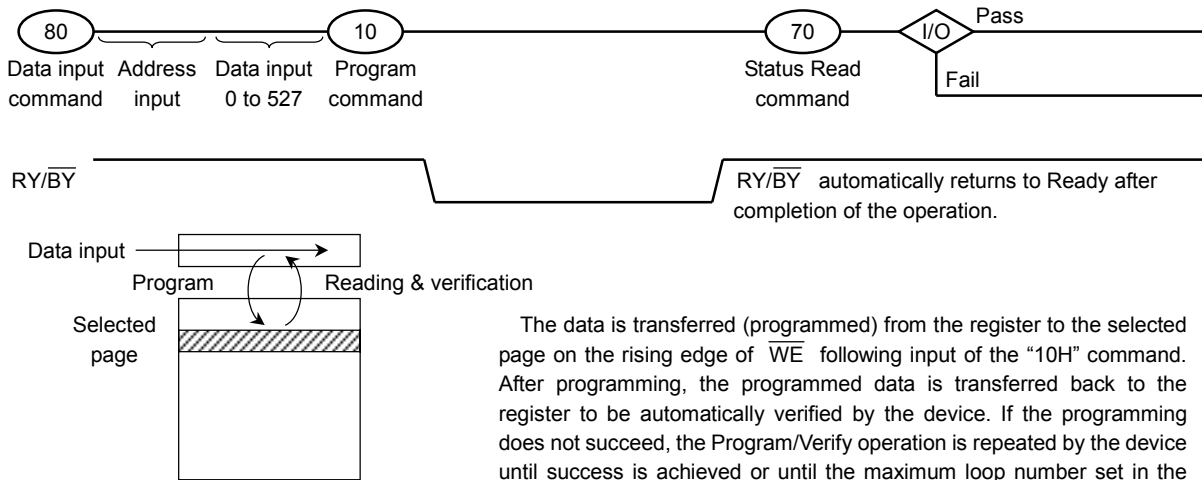 80
10
70
I/O
Pass
Data input
command
Address
input
Data input
0 to 527
Program
command
Status Read
command
Fail
RY/BY
RY/BY automatically returns to Ready after
completion of the operation.
Data input
Program
Reading & verification
Selected
page
The data is transferred (programmed) from the register to the selected
page on the rising edge of WE following input of the “10H” command.
After programming, the programmed data is transferred back to the
register to be automatically verified by the device. If the programming
does not succeed, the Program/Verify operation is repeated by the device
until success is achieved or until the maximum loop number set in the